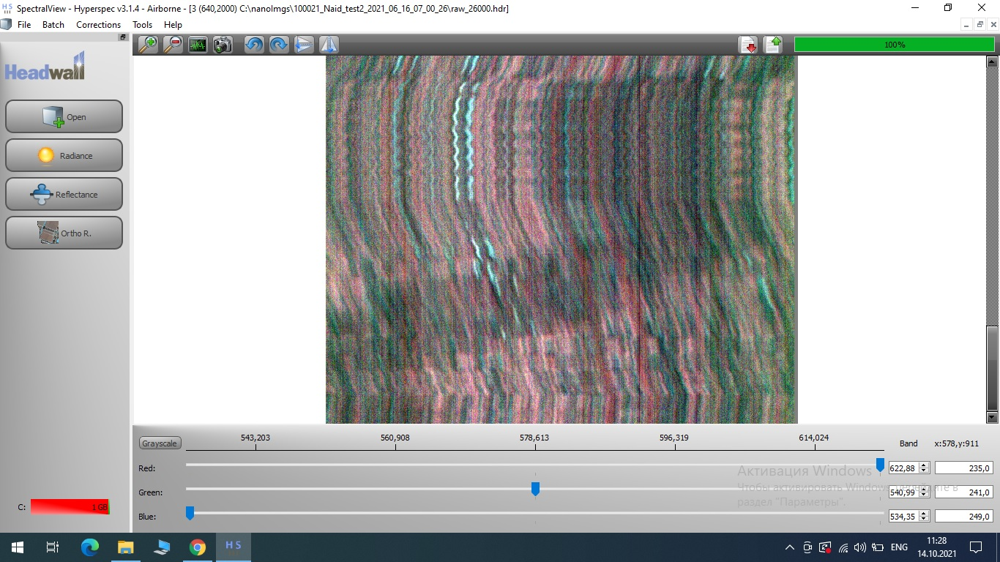 SpectralView - Hyperspec v3.1.4 - Airborne - [3 (640,2000) C:\nanoImgs\100021_Naid_test2_2021_06_16_07_00_26\raw_26000.hdr]
File Batch Corrections Tools Help
100%
Headwall
Open
Radiance
Reflectance
Ortho R.
543,203 560,908 578,613 596,319 614,024 Band x:578,y:911
Grayscale
Red: 622,88 235,0
Green: 540,99 241,0
Blue: 534,35 249,0
Активация Windows
Чтобы активировать Windows, перейдите в
раздел "Параметры".
C: 1 GB
H S
ENG
11:28
14.10.2021